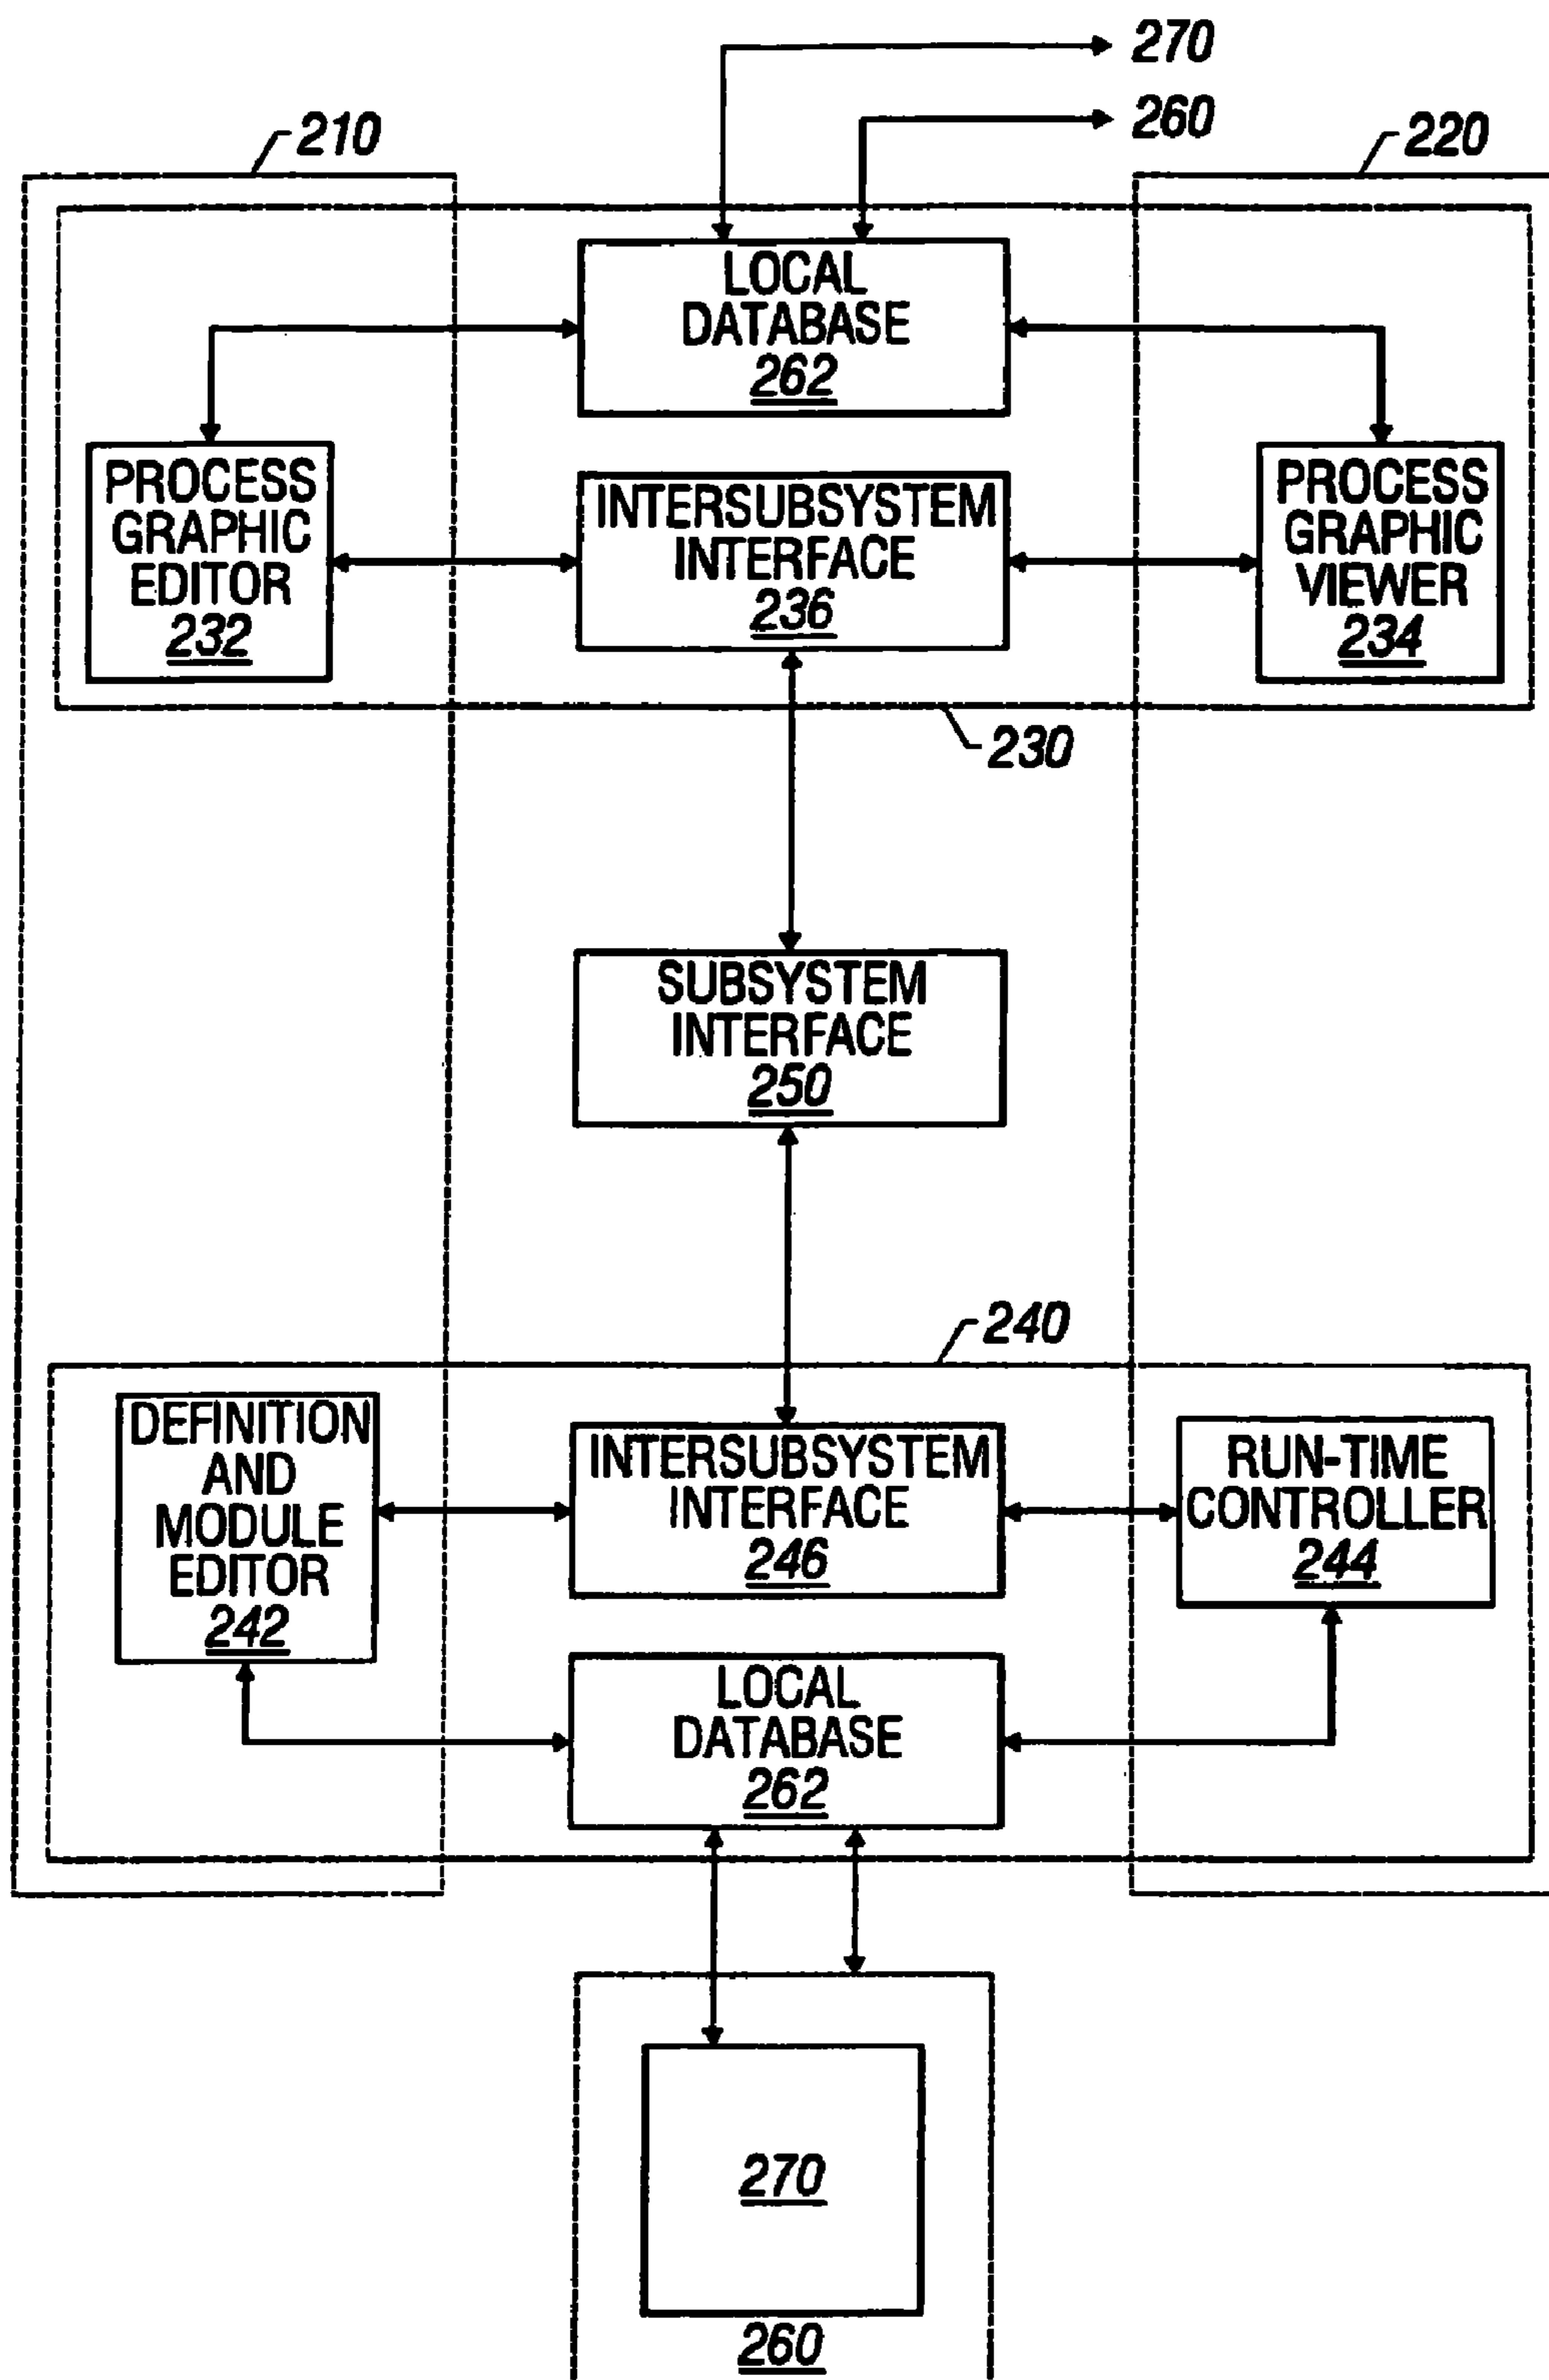 270
260
210
220
LOCAL
DATABASE
262
PROCESS
GRAPHIC
EDITOR
232
INTERSUBSYSTEM
INTERFACE
236
PROCESS
GRAPHIC
VIEWER
234
230
SUBSYSTEM
INTERFACE
250
240
DEFINITION
AND
MODULE
EDITOR
242
INTERSUBSYSTEM
INTERFACE
246
RUN-TIME
CONTROLLER
244
LOCAL
DATABASE
262
270
260